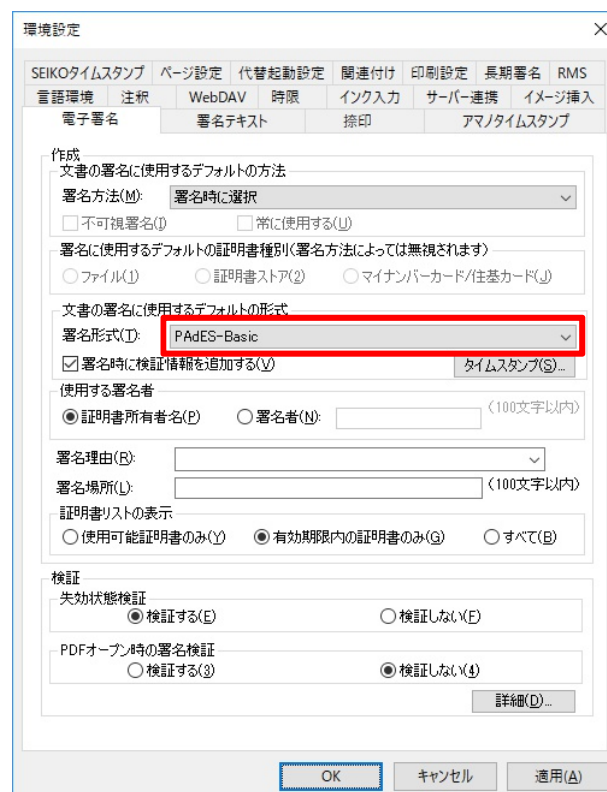 環境設定
SEIKOタイムスタンプ ページ設定 代替起動設定 関連付け 印刷設定 長期署名 RMS
言語環境 注釈 WebDAV 時限 インク入力 サーバー連携 イメージ挿入
電子署名 署名テキスト 捺印 アマノタイムスタンプ
作成
文書の署名に使用するデフォルトの方法
署名方法(M): 署名時に選択
不可視署名(I) 常に使用する(U)
署名に使用するデフォルトの証明書種別(署名方法によっては無視されます)
ファイル(1) 証明書ストア(2) マイナンバーカード/住基カード(J)
文書の署名に使用するデフォルトの形式
署名形式(T): PAdES-Basic
署名時に検証情報を追加する(V) タイムスタンプ(S)...
使用する署名者
証明書所有者名(P) 署名者(N): (100文字以内)
署名理由(R):
署名場所(L): (100文字以内)
証明書リストの表示
使用可能証明書のみ(Y) 有効期限内の証明書のみ(G) すべて(B)
検証
失効状態検証
検証する(E) 検証しない(F)
PDFオープン時の署名検証
検証する(3) 検証しない(4)
詳細(D)...
OK キャンセル 適用(A)